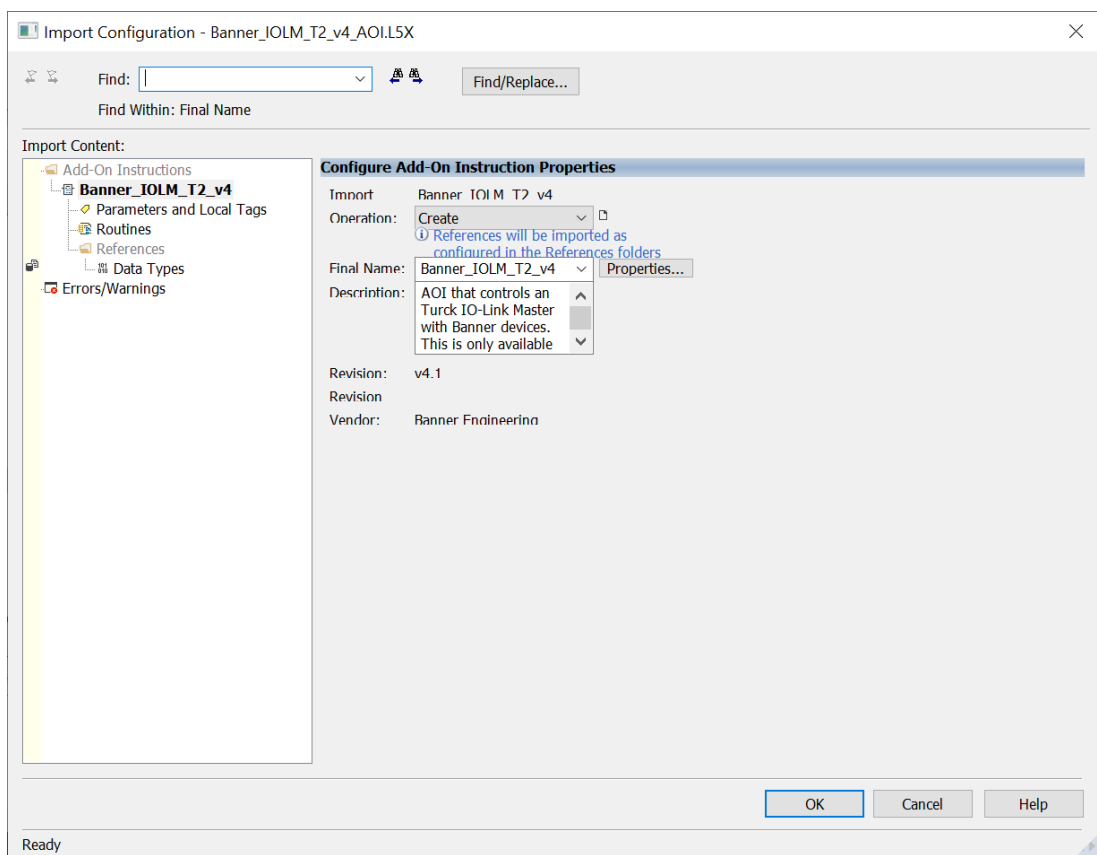 Import Configuration - Banner_IOLM_T2_v4_AOI.L5X
Find:
Find/Replace...
Find Within: Final Name
Import Content:
Add-On Instructions
Banner_IOLM_T2_v4
Parameters and Local Tags
Routines
References
Data Types
Errors/Warnings
Configure Add-On Instruction Properties
Import Banner_IOLM_T2_v4
Operation: Create
References will be imported as
configured in the References folders
Final Name: Banner_IOLM_T2_v4 Properties...
Description: AOI that controls an
Turck IO-Link Master
with Banner devices.
This is only available
Revision: v4.1
Revision
Vendor: Banner Engineering
OK Cancel Help
Ready